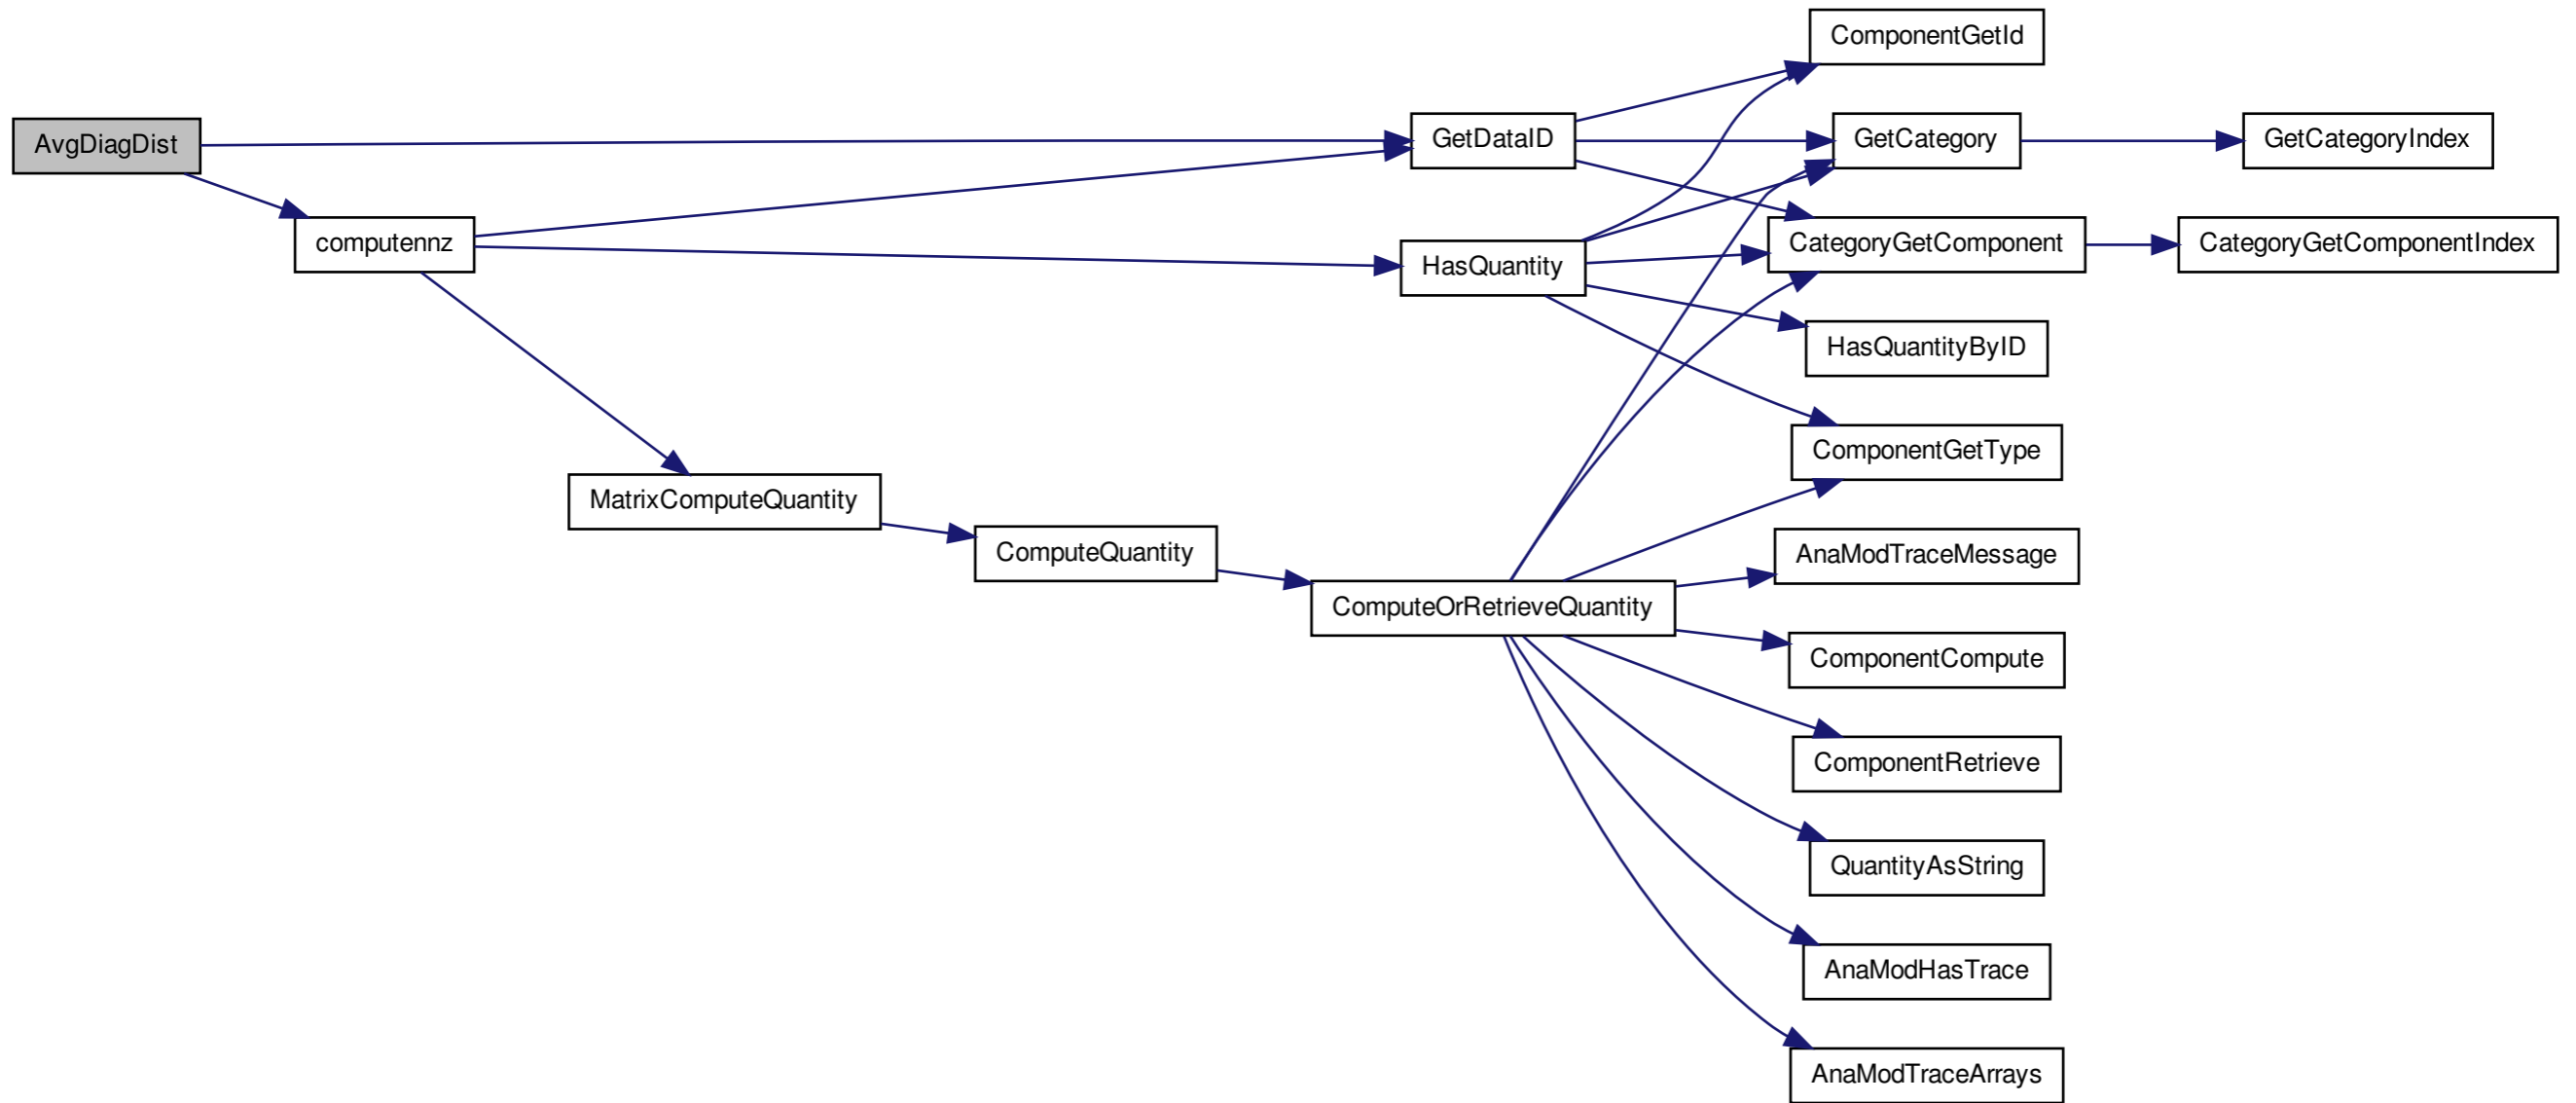 ComponentGetId
AvgDiagDist
GetDataID
GetCategory
GetCategoryIndex
computennz
HasQuantity
CategoryGetComponent
CategoryGetComponentIndex
HasQuantityByID
ComponentGetType
MatrixComputeQuantity
ComputeQuantity
AnaModTraceMessage
ComputeOrRetrieveQuantity
ComponentCompute
ComponentRetrieve
QuantityAsString
AnaModHasTrace
AnaModTraceArrays